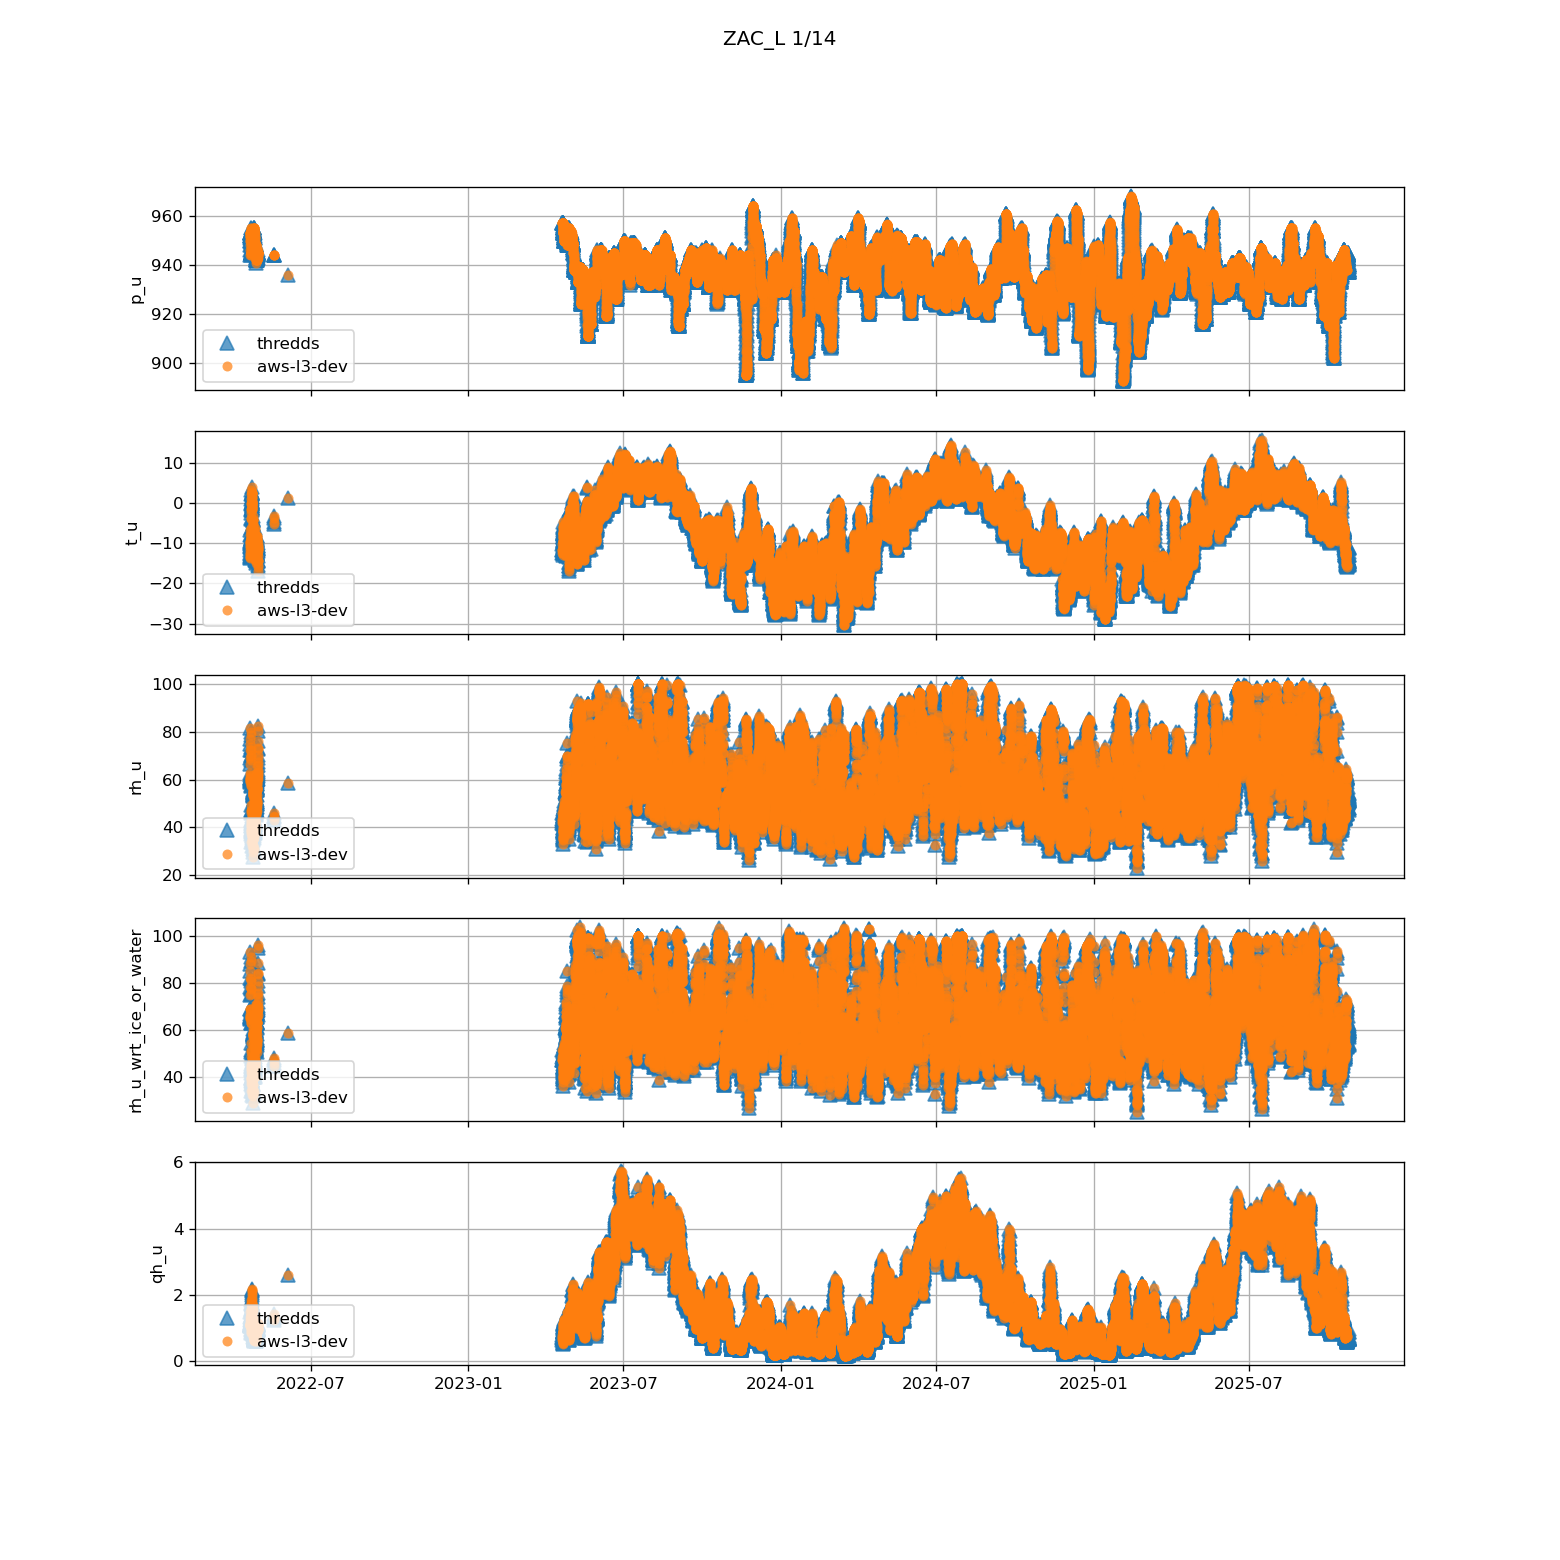 ZAC_L 1/14
960
940
920
900
p_u
thredds
aws-l3-dev
10
0
−10
−20
−30
t_u
thredds
aws-l3-dev
100
80
60
40
20
rh_u
thredds
aws-l3-dev
100
80
60
40
rh_u_wrt_ice_or_water
thredds
aws-l3-dev
6
4
2
0
qh_u
thredds
aws-l3-dev
2022-07 2023-01 2023-07 2024-01 2024-07 2025-01 2025-07